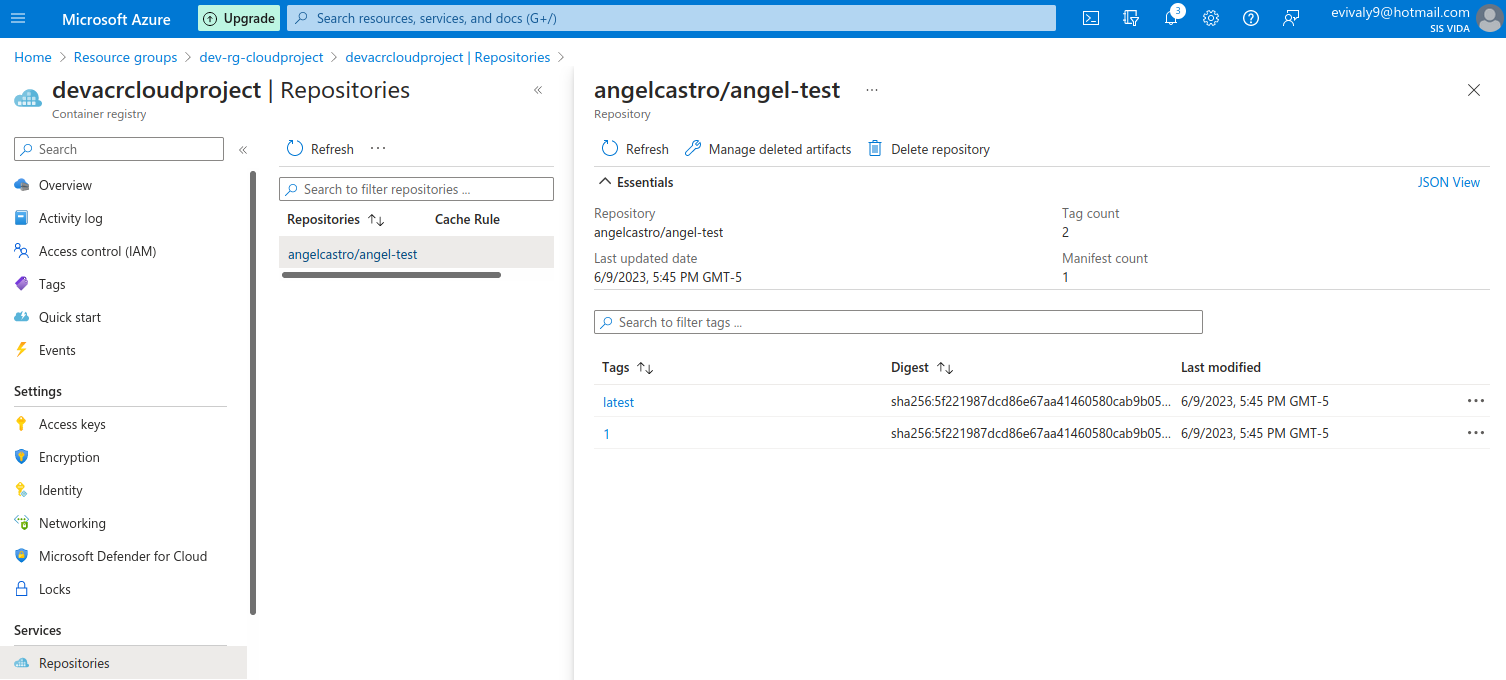 Microsoft Azure
Upgrade
Search resources, services, and docs (G+/)
3
evivaly9@hotmail.com
SIS VIDA
Home > Resource groups > dev-rg-cloudproject > devacrcloudproject | Repositories >
devacrcloudproject | Repositories
Container registry
Search
Overview
Activity log
Access control (IAM)
Tags
Quick start
Events
Settings
Access keys
Encryption
Identity
Networking
Microsoft Defender for Cloud
Locks
Services
Repositories
Refresh
Search to filter repositories ...
Repositories Cache Rule
angelcastro/angel-test
angelcastro/angel-test
Repository
Refresh Manage deleted artifacts Delete repository
Essentials JSON View
Repository
angelcastro/angel-test
Last updated date
6/9/2023, 5:45 PM GMT-5
Tag count
2
Manifest count
1
Search to filter tags ...
Tags Digest Last modified
latest sha256:5f221987dcd86e67aa41460580cab9b05... 6/9/2023, 5:45 PM GMT-5
1 sha256:5f221987dcd86e67aa41460580cab9b05... 6/9/2023, 5:45 PM GMT-5